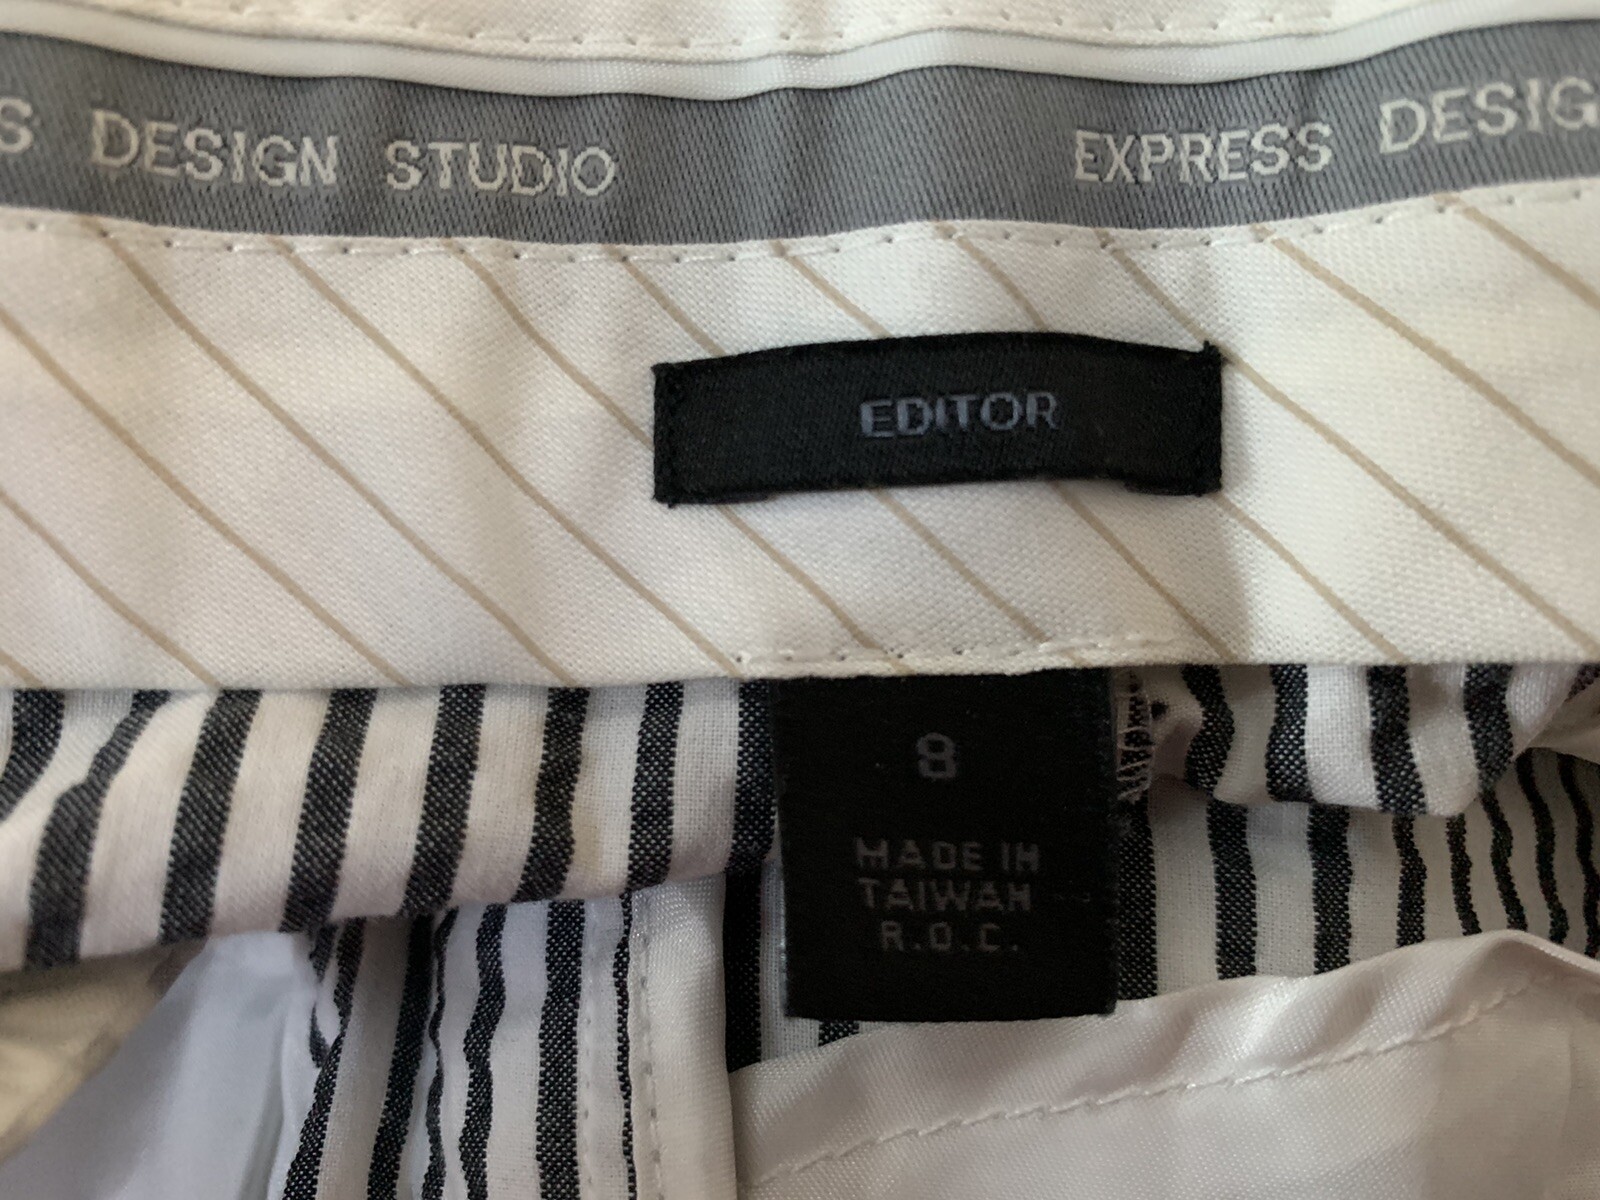 S DESIGN STUDIO EXPRESS DESIG
EDITOR
8
MADE IN
TAIWAN
R.O.C.